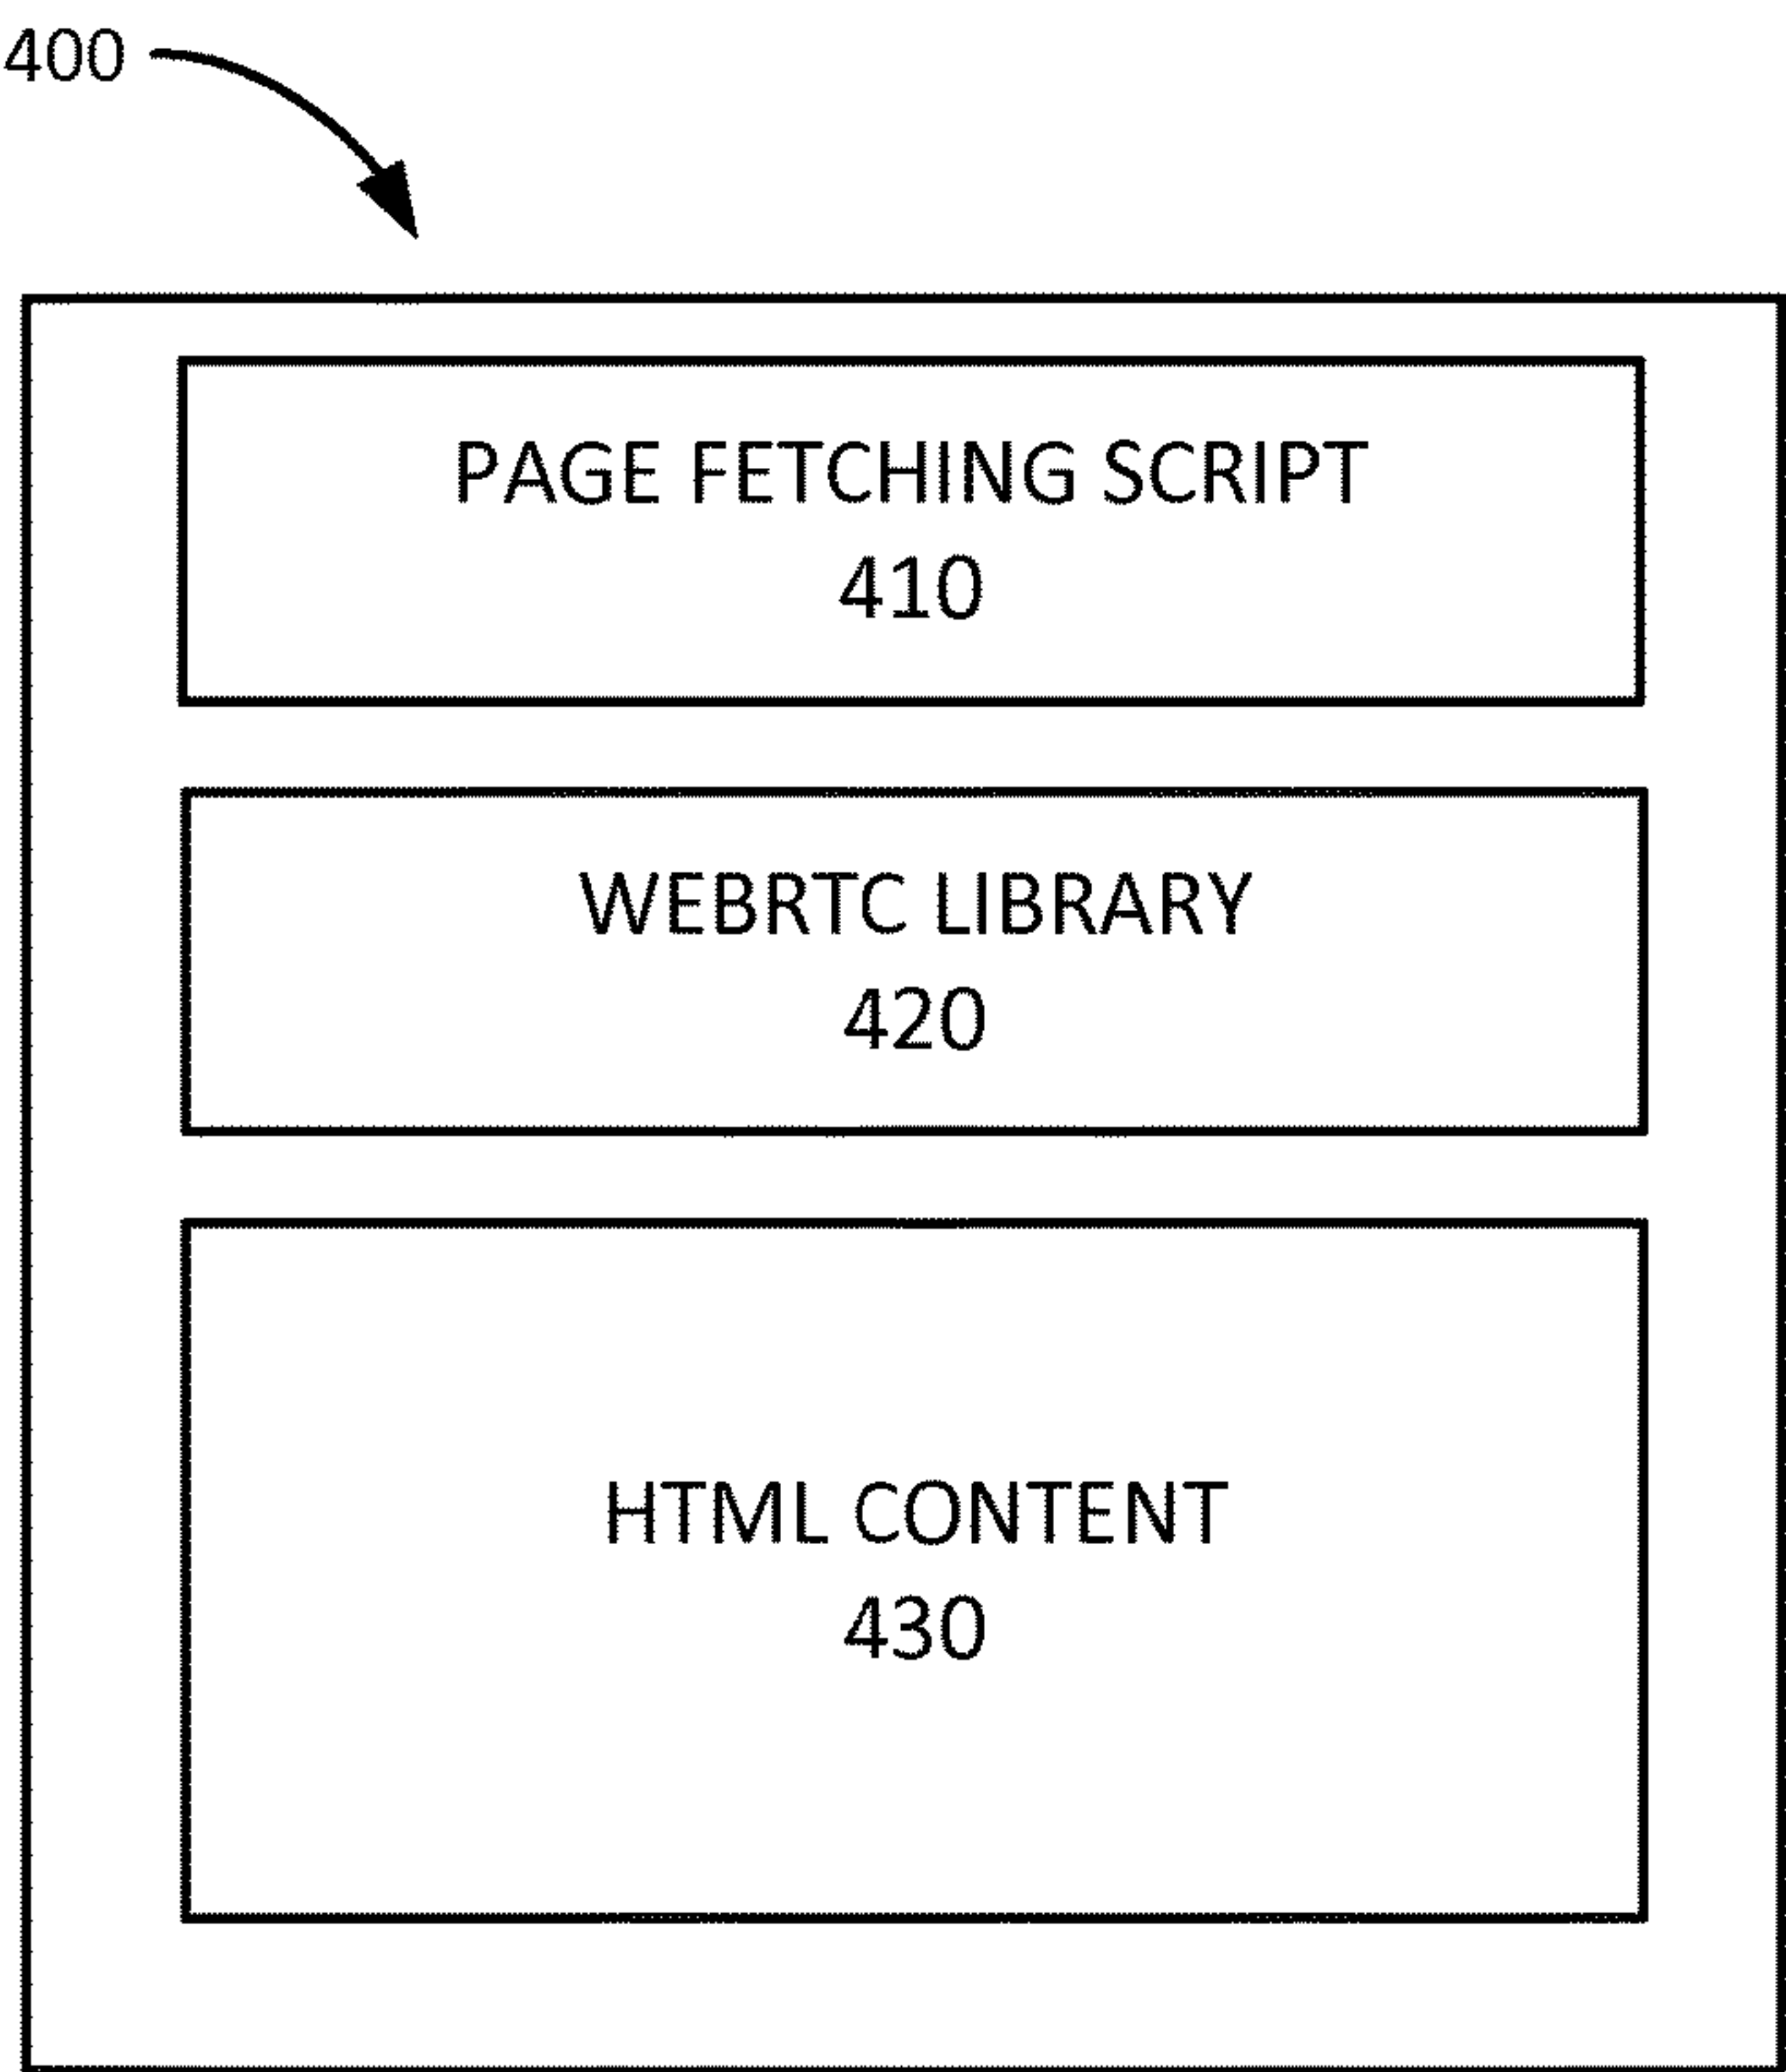 400
PAGE FETCHING SCRIPT
410
WEBRTC LIBRARY
420
HTML CONTENT
430